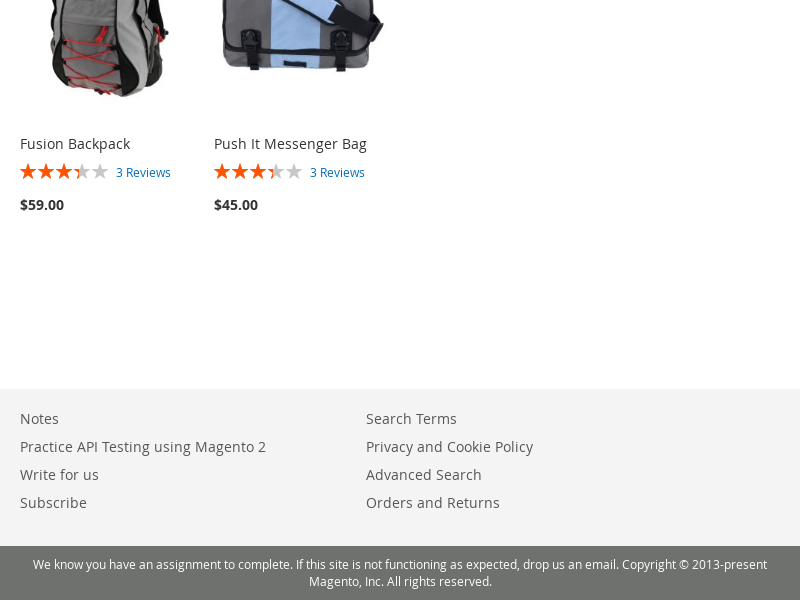 Fusion Backpack
3 Reviews
$59.00
Push It Messenger Bag
3 Reviews
$45.00
Notes
Practice API Testing using Magento 2
Write for us
Subscribe
Search Terms
Privacy and Cookie Policy
Advanced Search
Orders and Returns
We know you have an assignment to complete. If this site is not functioning as expected, drop us an email. Copyright © 2013-present
Magento, Inc. All rights reserved.